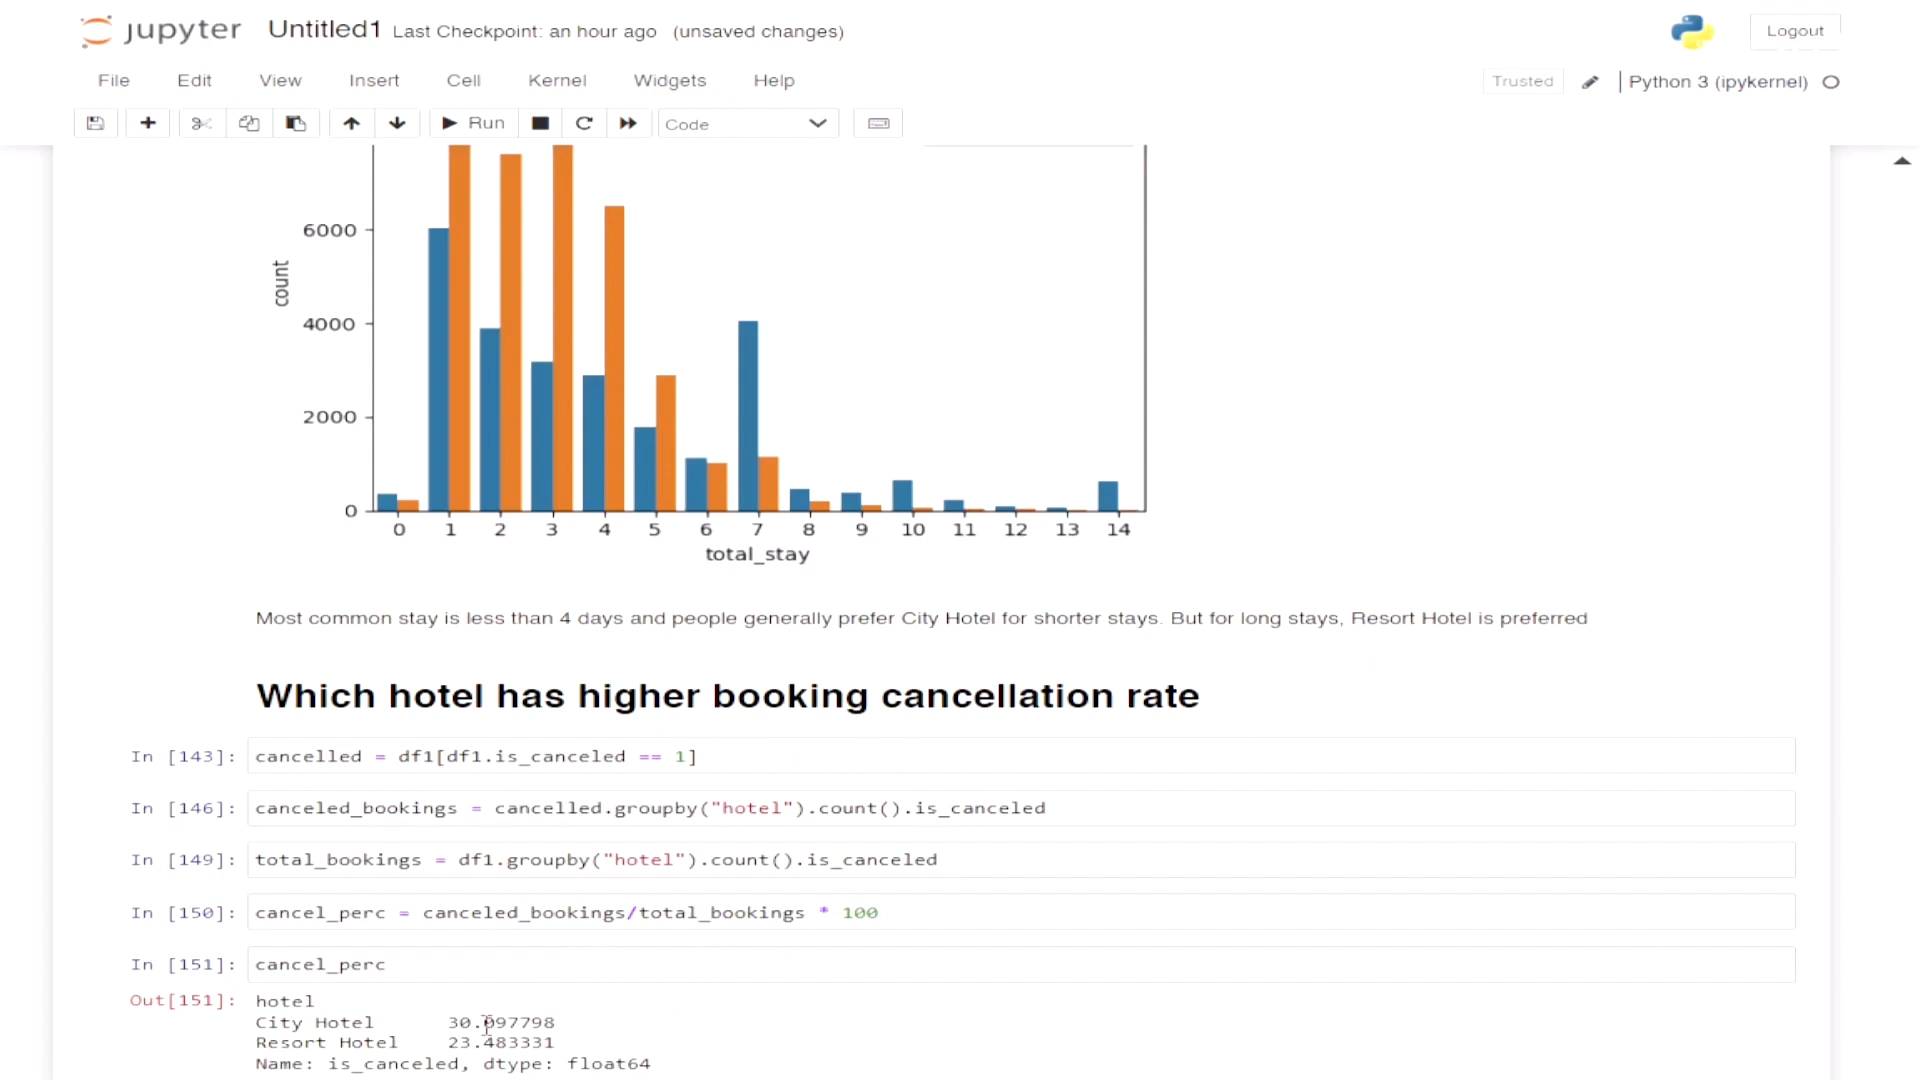 jupyter Untitled1 Last Checkpoint: an hour ago (unsaved changes) Logout
File Edit View Insert Cell Kernel Widgets Help Trusted Python 3 (ipykernel)
Run Code
6000
4000
2000
0
count
0 1 2 3 4 5 6 7 8 9 10 11 12 13 14
total_stay
Most common stay is less than 4 days and people generally prefer City Hotel for shorter stays. But for long stays, Resort Hotel is preferred
Which hotel has higher booking cancellation rate
In [143]: cancelled = df1[df1.is_canceled == 1]
In [146]: canceled_bookings = cancelled.groupby("hotel").count().is_canceled
In [149]: total_bookings = df1.groupby("hotel").count().is_canceled
In [150]: cancel_perc = canceled_bookings/total_bookings * 100
In [151]: cancel_perc
Out[151]: hotel
City Hotel 30.097798
Resort Hotel 23.483331
Name: is_canceled, dtype: float64